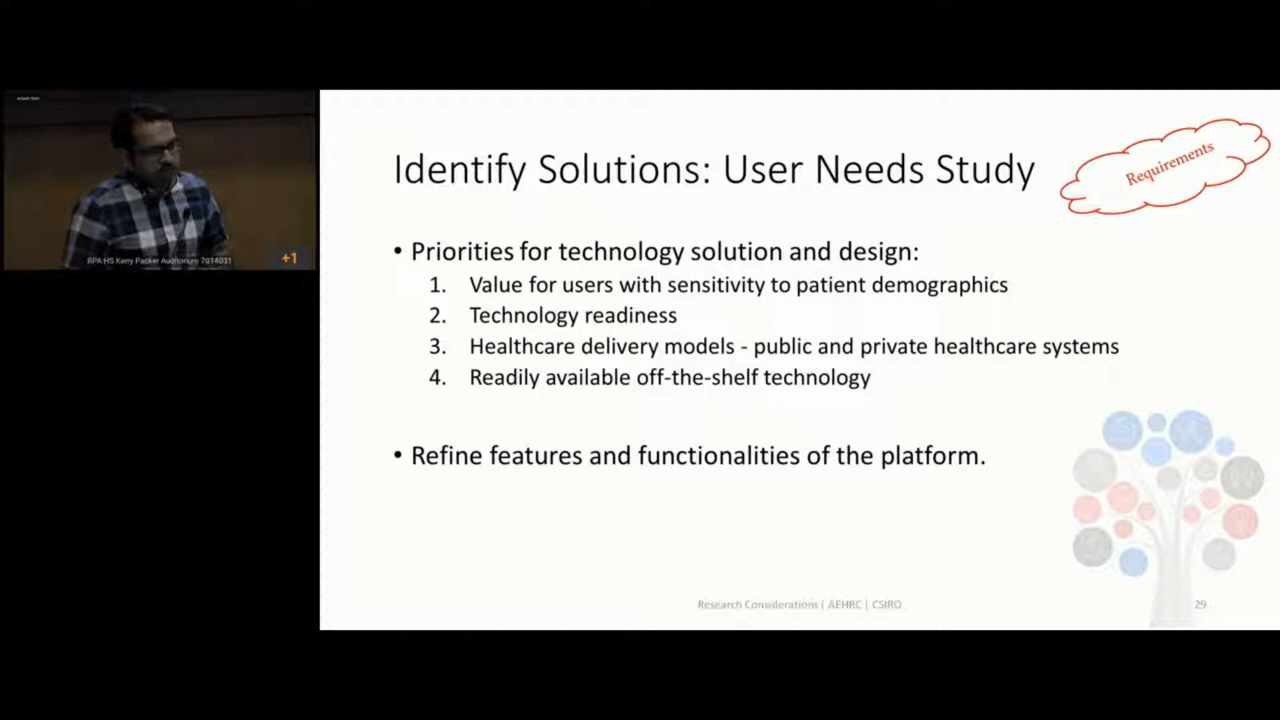 RPA HS Kerry Packer Auditorium 7014031
+1
Identify Solutions: User Needs Study
Requirements
• Priorities for technology solution and design:
1. Value for users with sensitivity to patient demographics
2. Technology readiness
3. Healthcare delivery models - public and private healthcare systems
4. Readily available off-the-shelf technology
• Refine features and functionalities of the platform.
Research Considerations | AEHRC | CSIRO
29